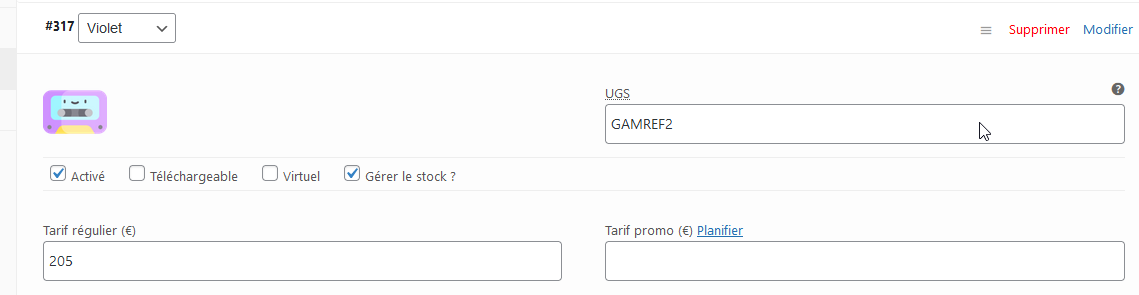 #317 Violet Supprimer Modifier
UGS ?
GAMREF2
Activé Téléchargeable Virtuel Gérer le stock ?
Tarif régulier (€) Tarif promo (€) Planifier
205